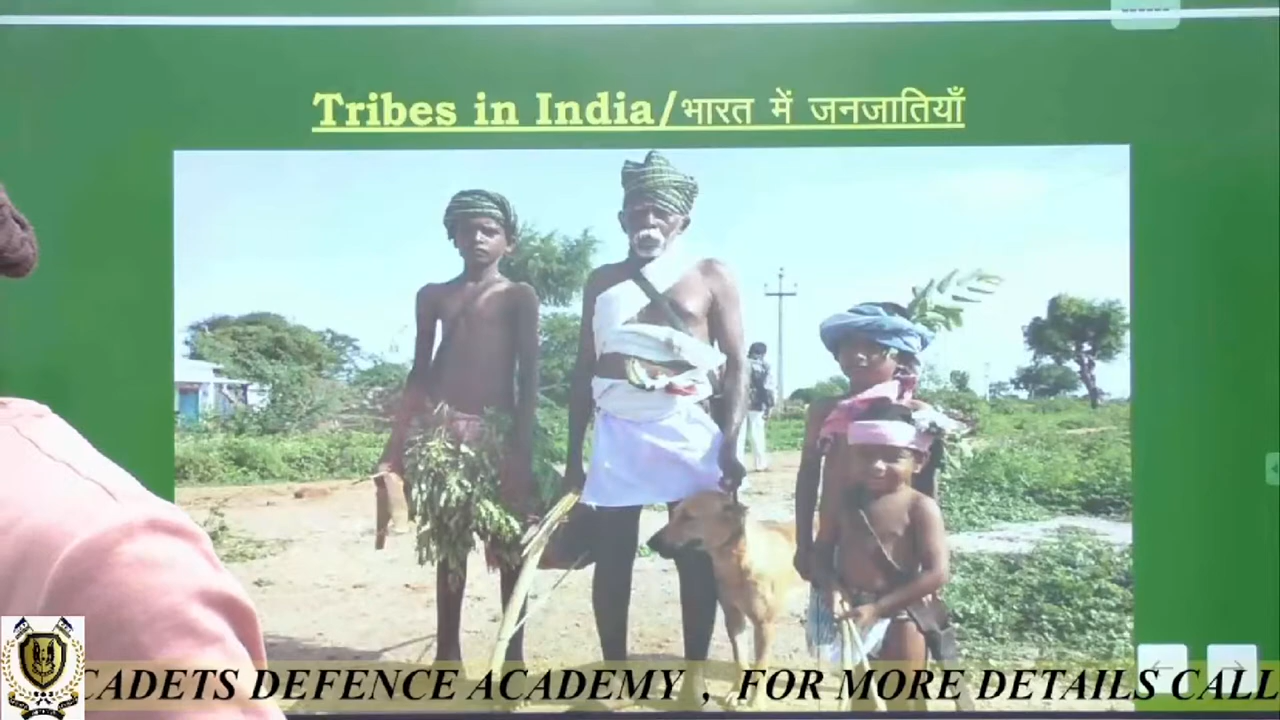 Tribes in India/भारत में जनजातियाँ
CADETS DEFENCE ACADEMY , FOR MORE DETAILS CALL